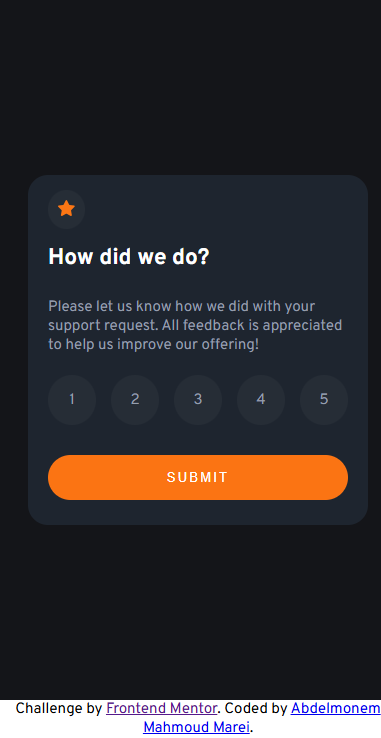 How did we do?
Please let us know how we did with your
support request. All feedback is appreciated
to help us improve our offering!
1 2 3 4 5
SUBMIT
Challenge by Frontend Mentor. Coded by Abdelmonem
Mahmoud Marei.